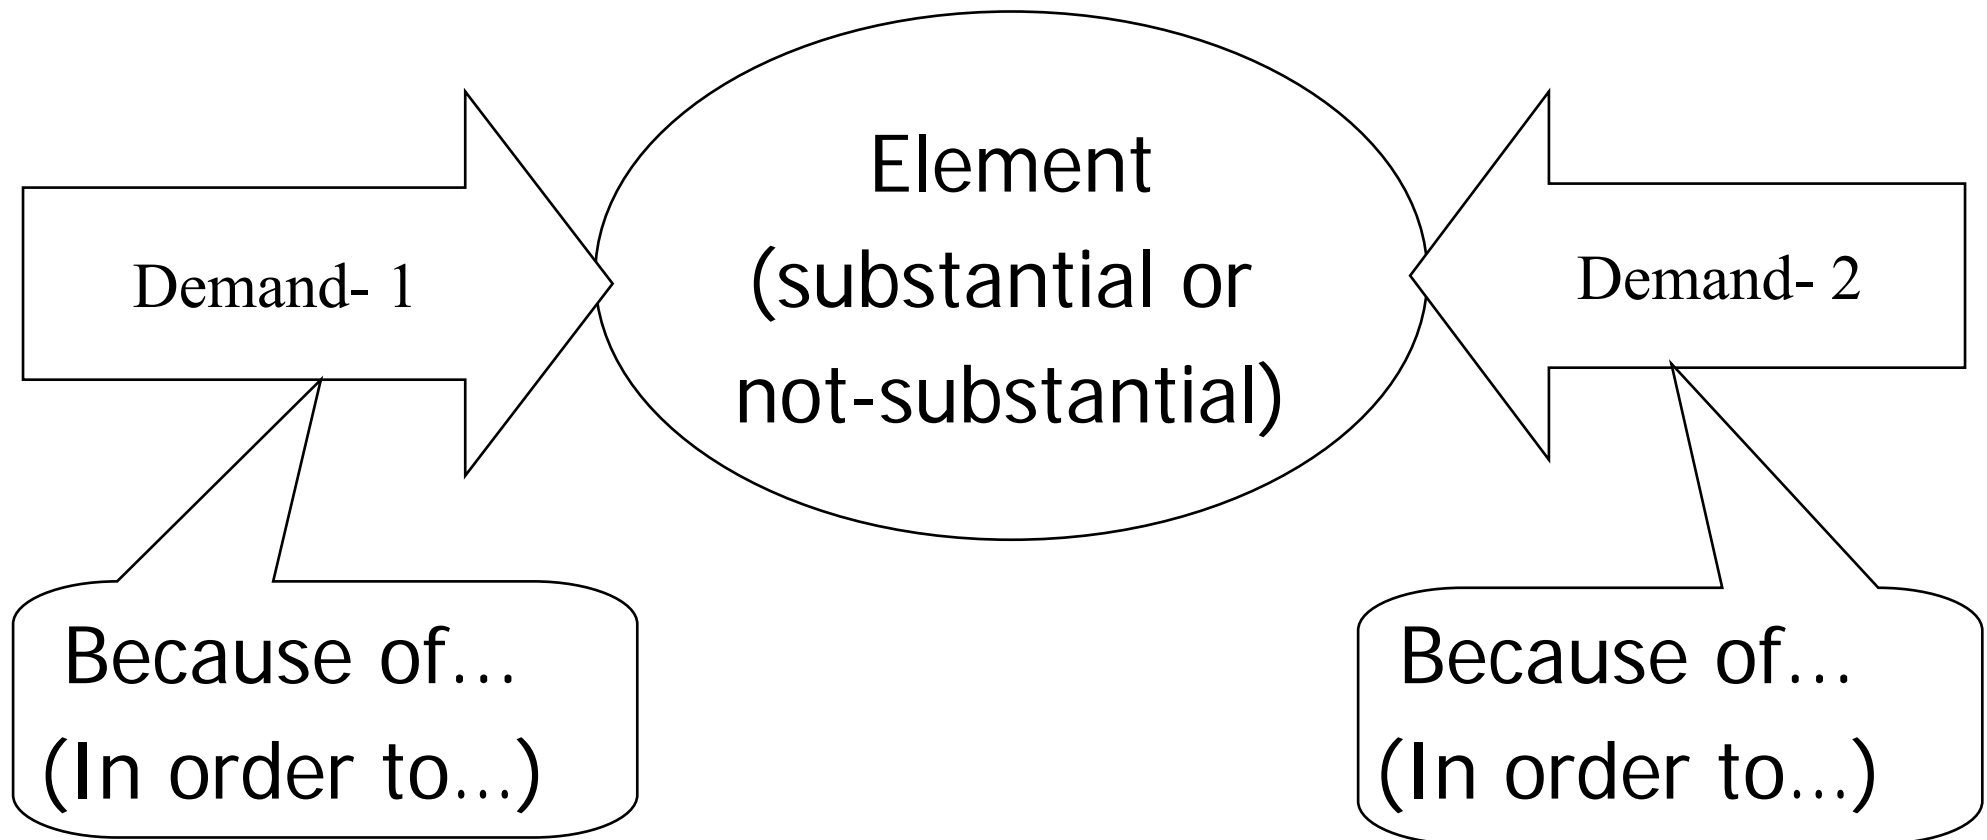 Element
(substantial or
not-substantial)
Demand- 1
Demand- 2
Because of...
(In order to...)
Because of...
(In order to...)